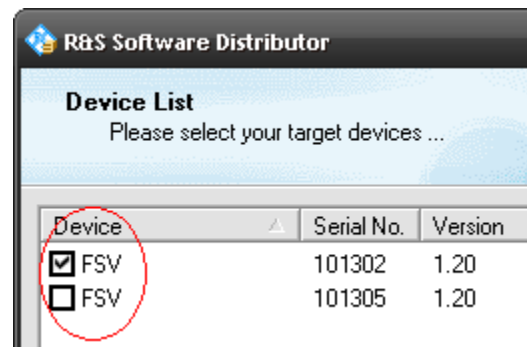 R&S Software Distributor
Device List
Please select your target devices ...
Device Serial No. Version
FSV 101302 1.20
FSV 101305 1.20